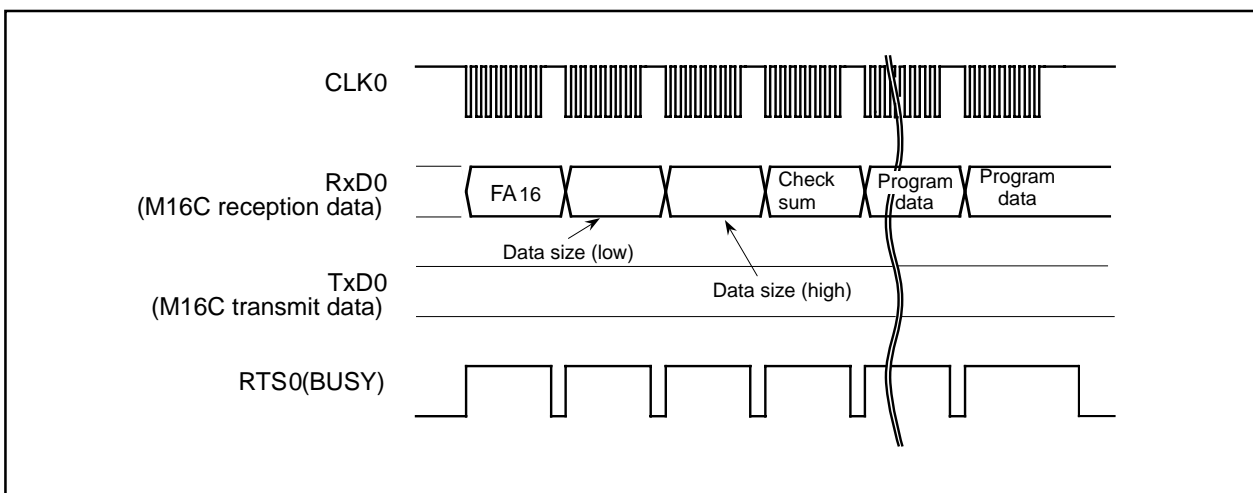 CLK0
RxD0
(M16C reception data)
FA16
Check
sum
Program
data
Program
data
Data size (low)
Data size (high)
TxD0
(M16C transmit data)
RTS0(BUSY)